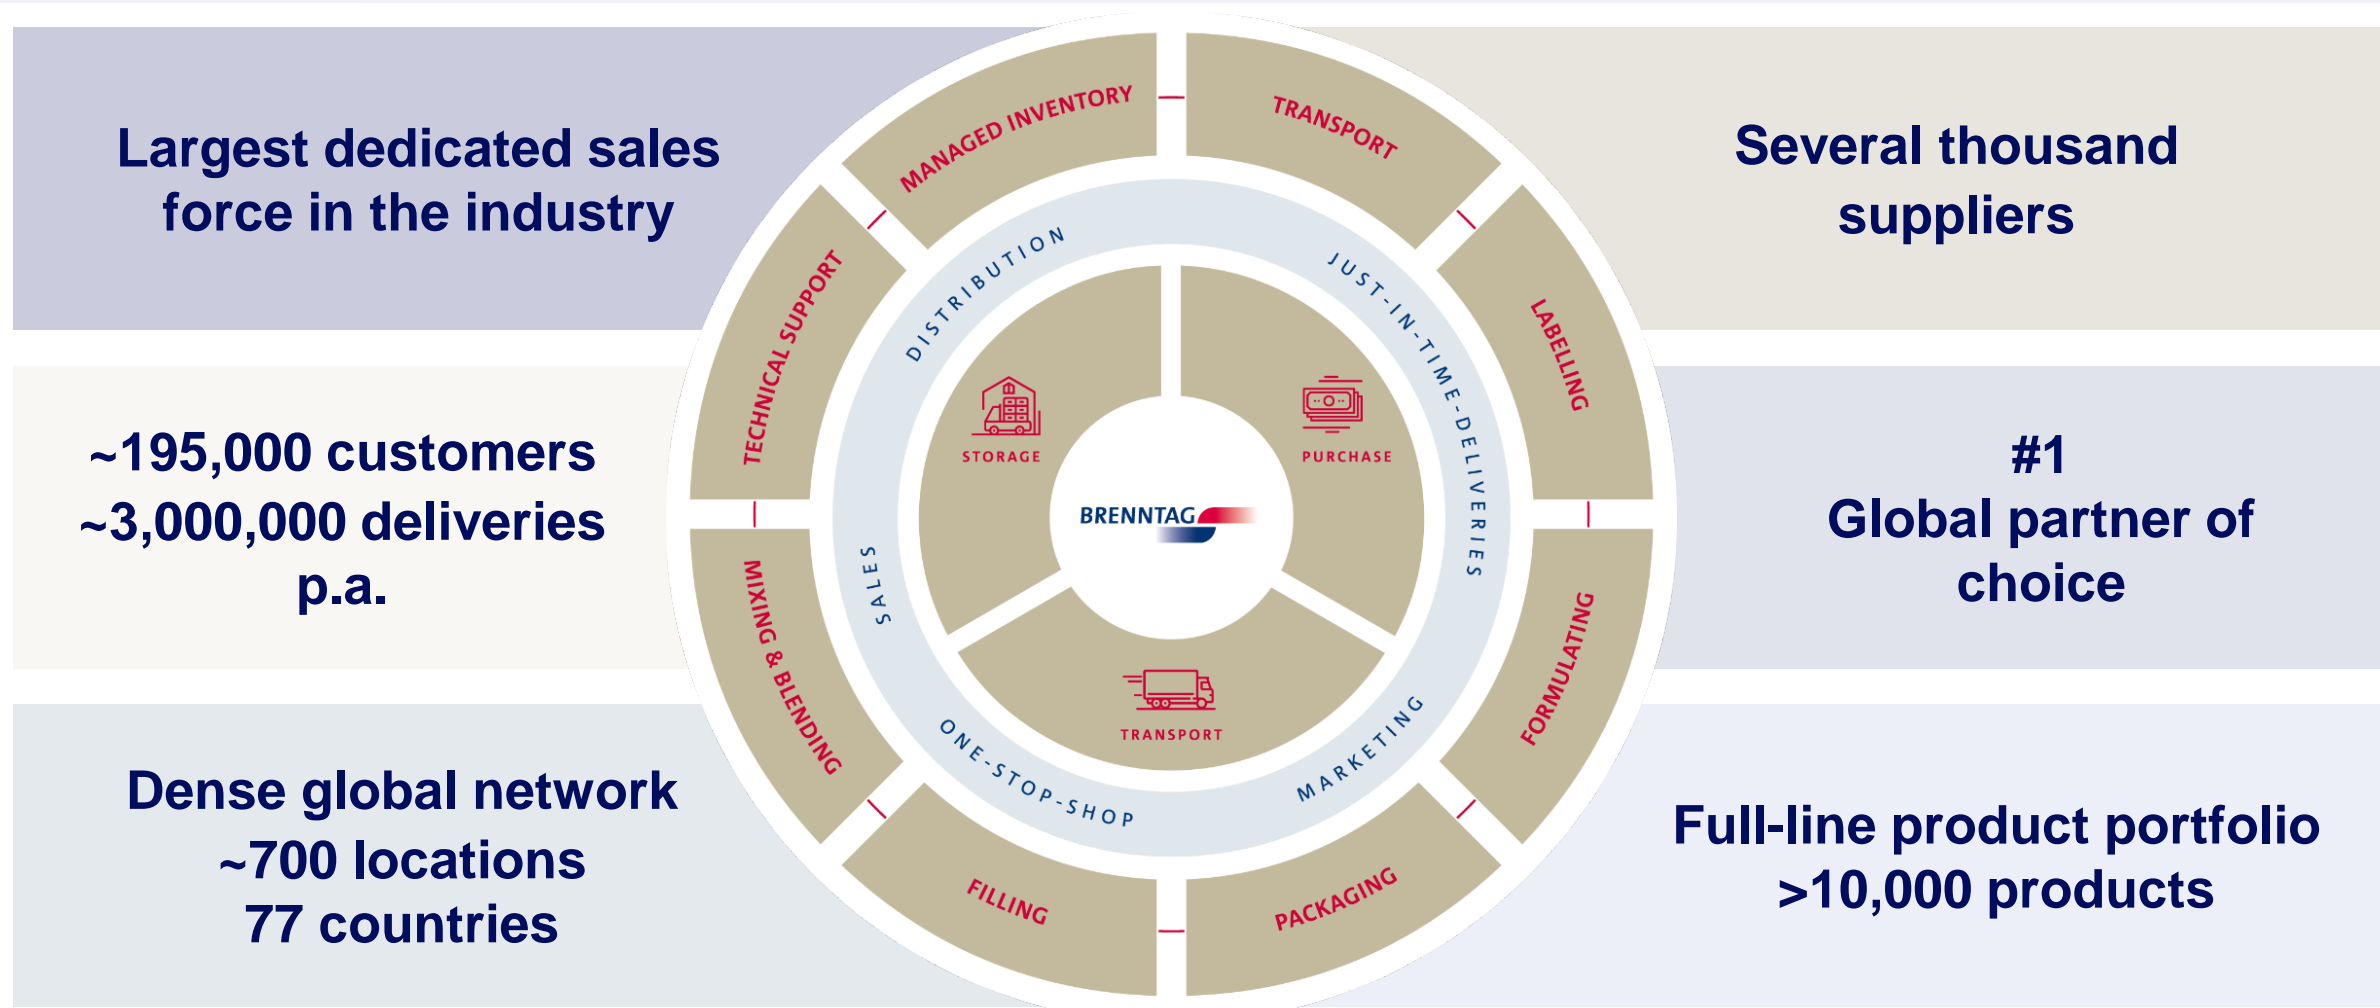 Largest dedicated sales
force in the industry
~195,000 customers
~3,000,000 deliveries
p.a.
Dense global network
~700 locations
77 countries
MANAGED INVENTORY
TRANSPORT
LABELLING
FORMULATING
PACKAGING
FILLING
MIXING & BLENDING
TECHNICAL SUPPORT
DISTRIBUTION
JUST-IN-TIME-DELIVERIES
MARKETING
ONE-STOP-SHOP
SALES
STORAGE
PURCHASE
TRANSPORT
BRENNTAG
Several thousand
suppliers
#1
Global partner of
choice
Full-line product portfolio
>10,000 products